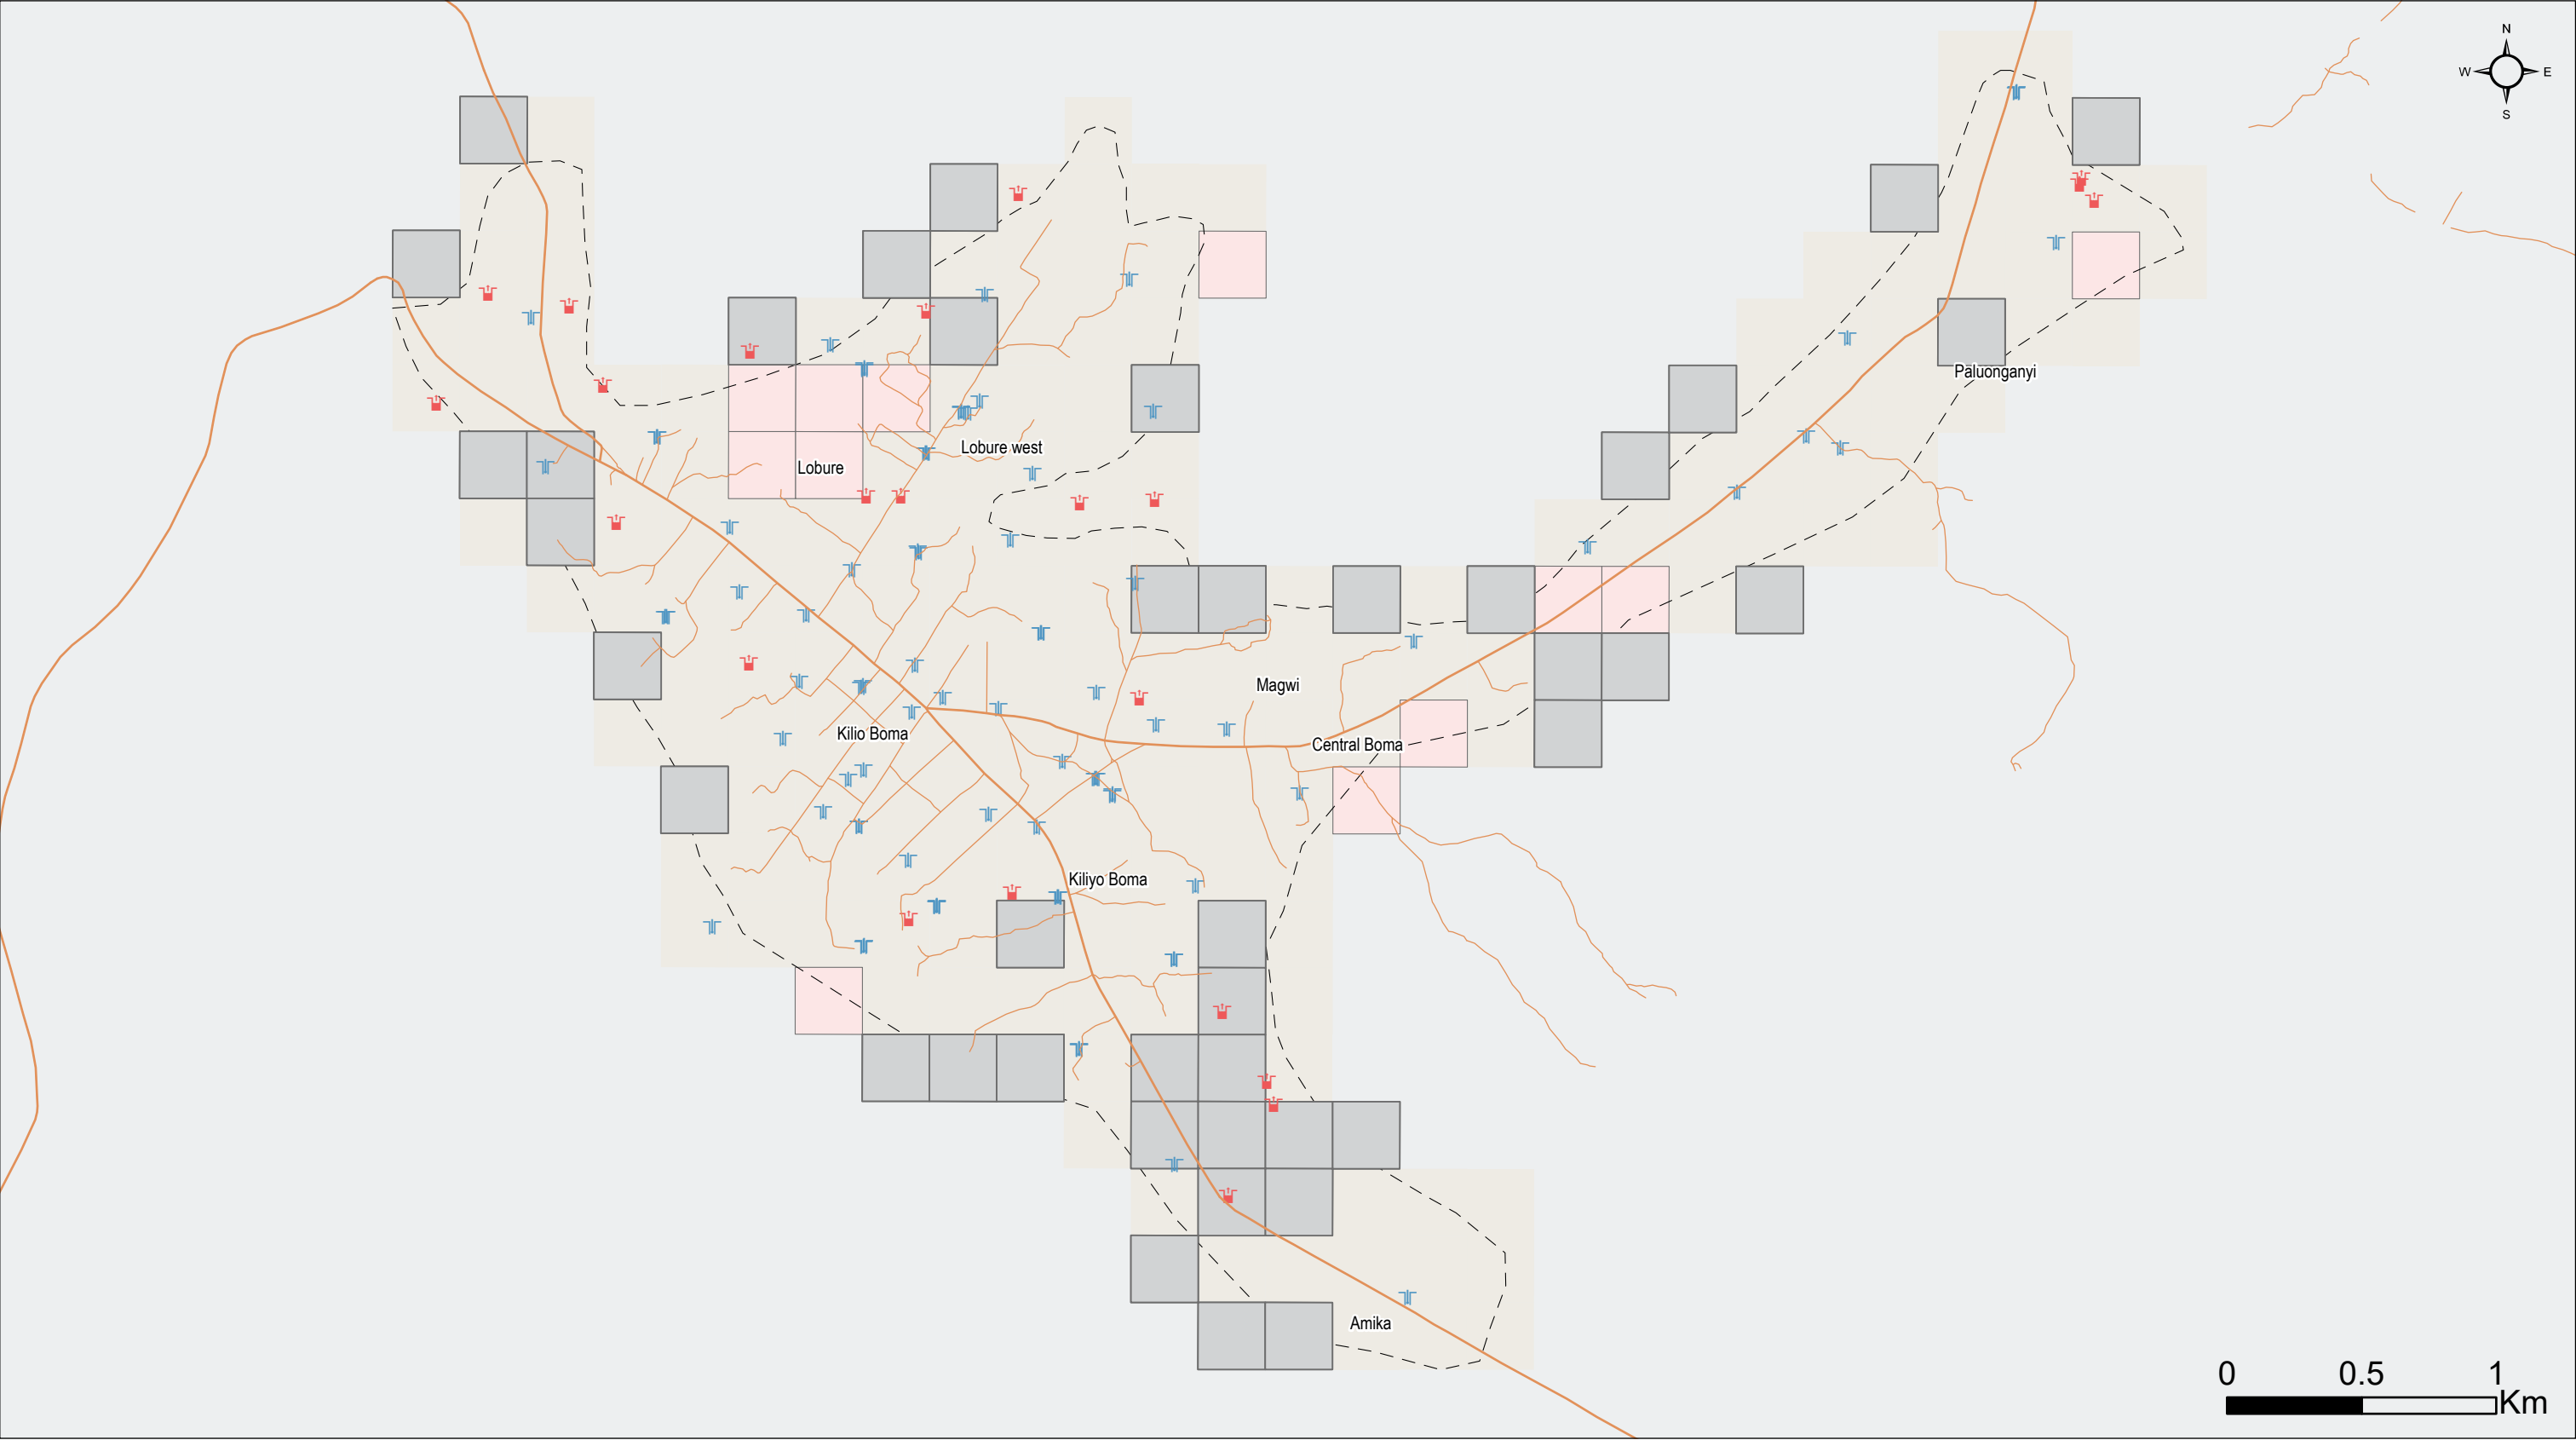 N
W E
S
Paluonganyi
Lobure west
Lobure
Magwi
Kilio Boma
Central Boma
Kiliyo Boma
Amika
0 0.5 1
Km